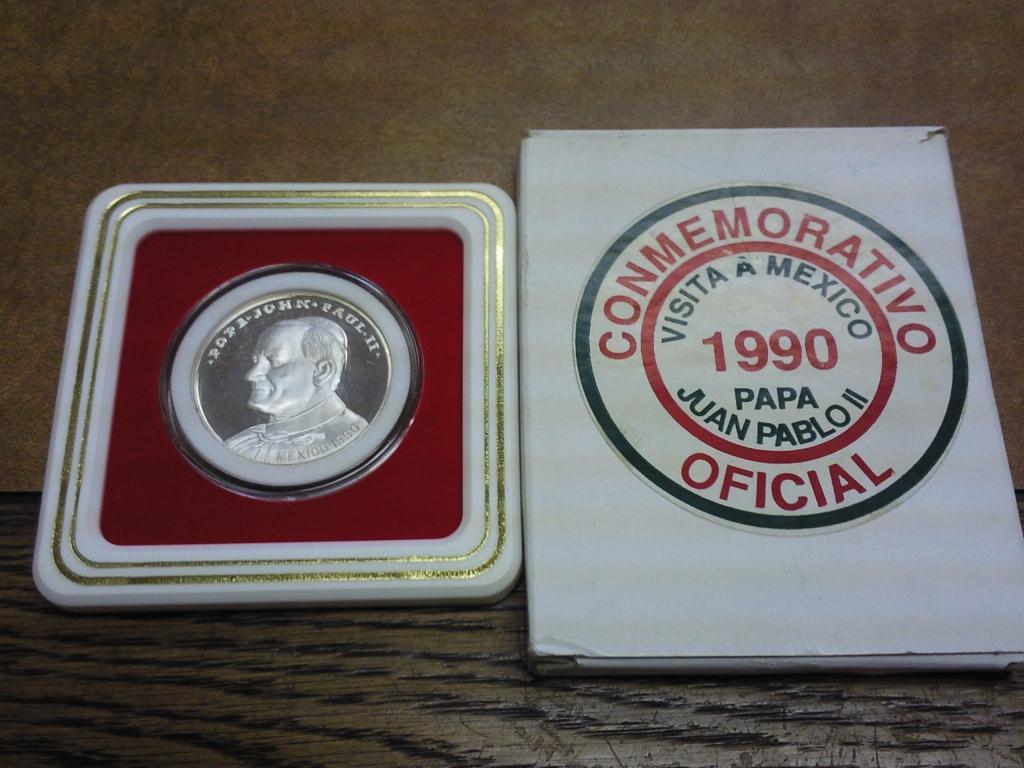 ·POPE·JOHN·PAUL·II·
MEXICO 1990
CONMEMORATIVO
VISITA À MEXICO
1990
PAPA
JUAN PABLO II
OFICIAL